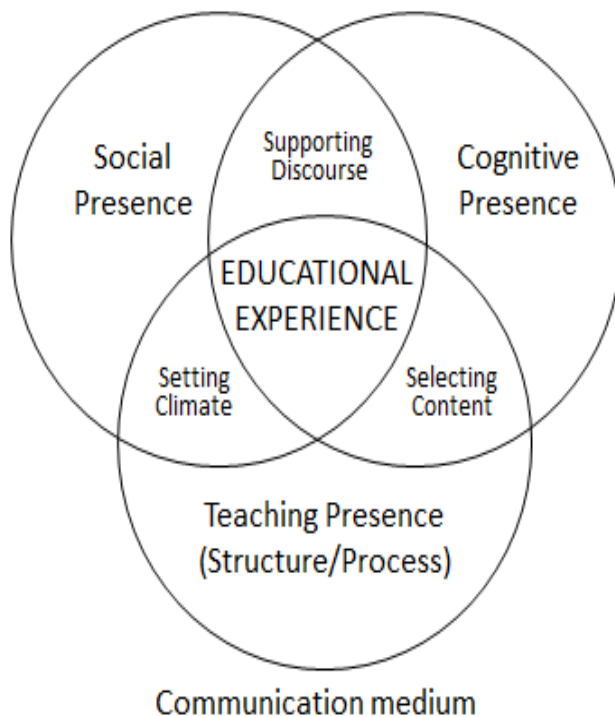 Supporting
Discourse
Social
Presence
Cognitive
Presence
EDUCATIONAL
EXPERIENCE
Setting
Climate
Selecting
Content
Teaching Presence
(Structure/Process)
Communication medium